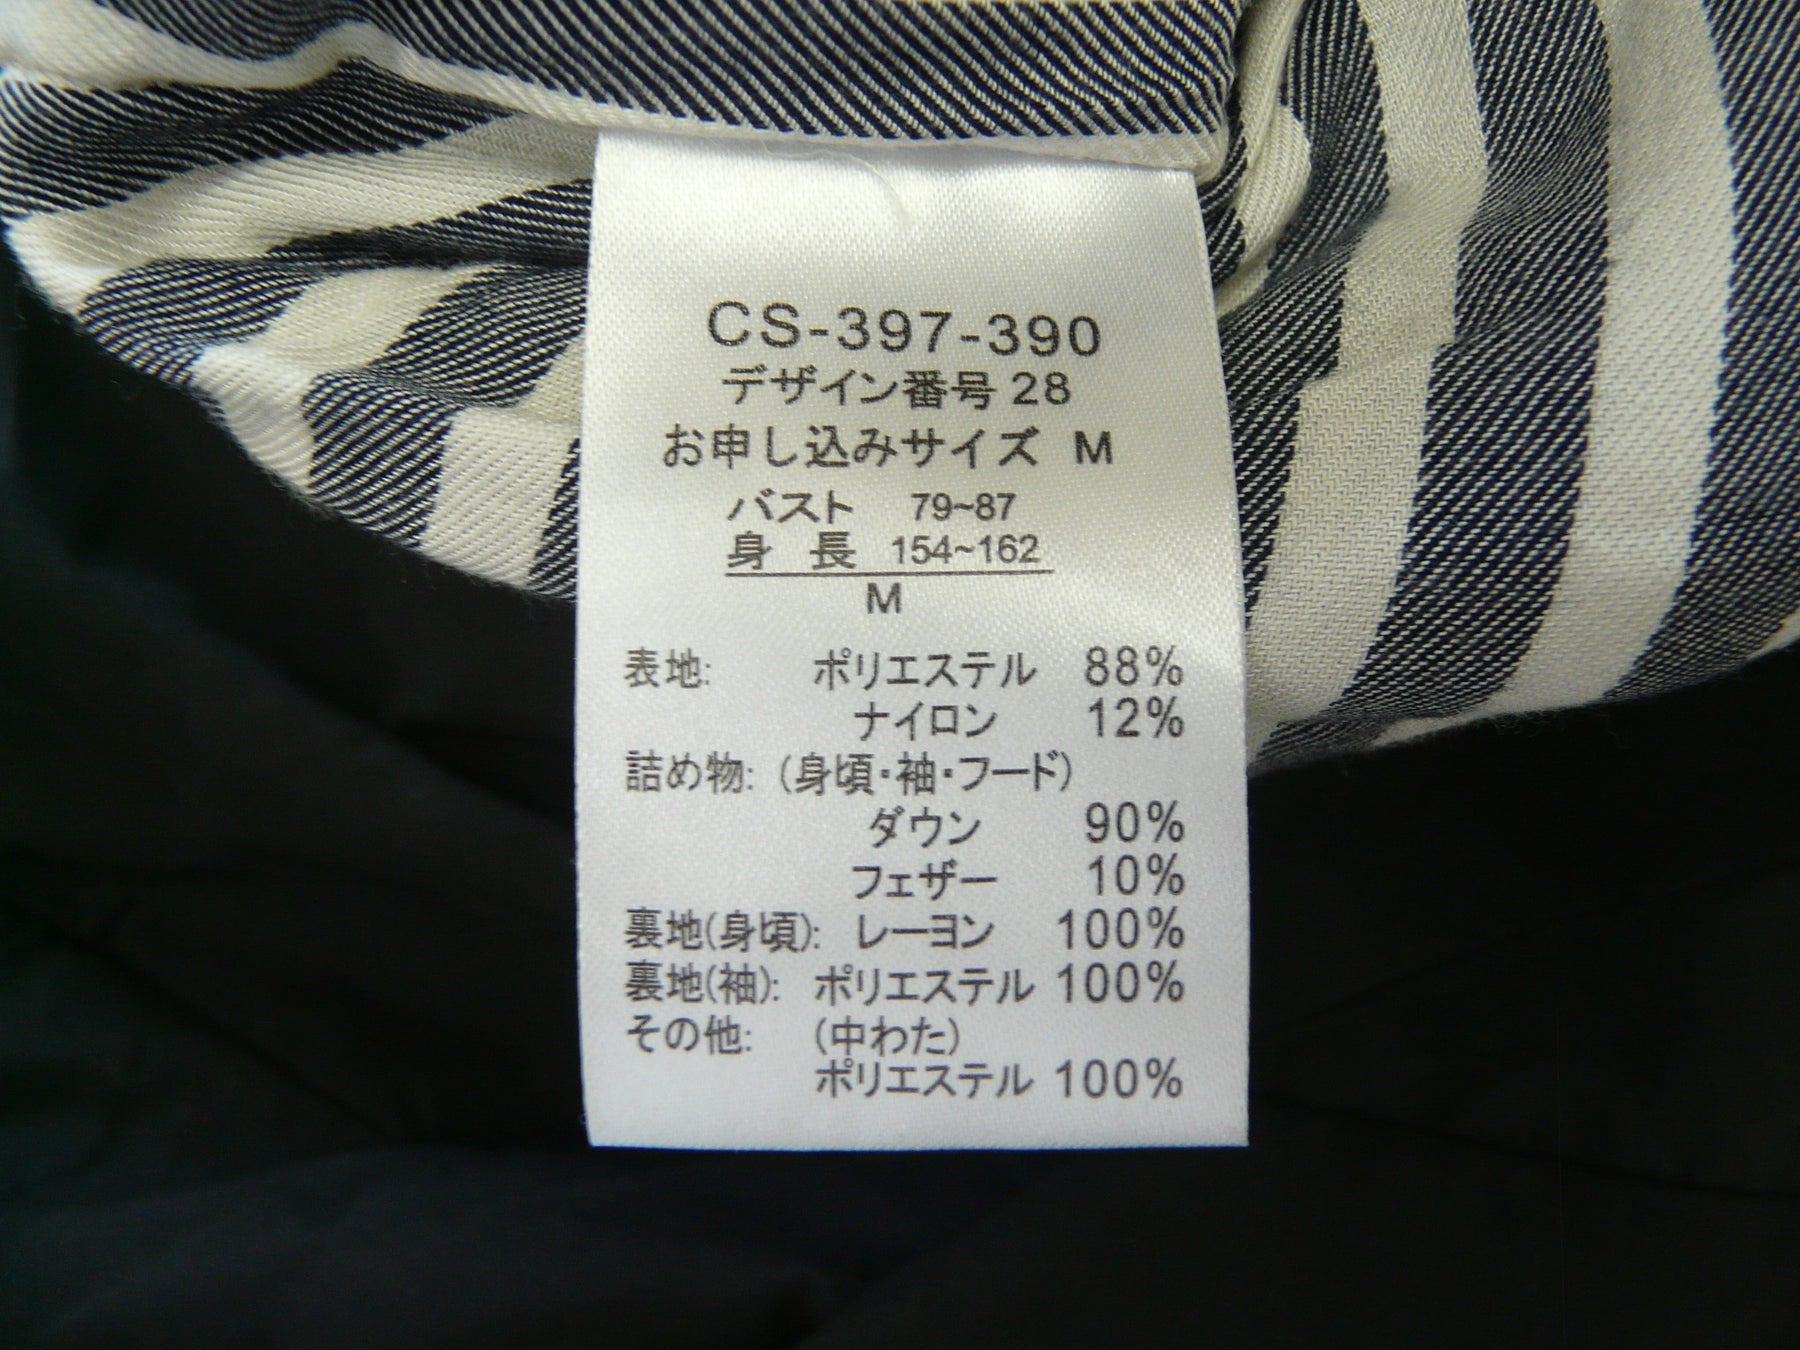 CS-397-390
デザイン番号 28
お申し込みサイズ M
バスト 79~87
身 長 154~162
M
表地: ポリエステル 88%
ナイロン 12%
詰め物: (身頃・袖・フード)
ダウン 90%
フェザー 10%
裏地(身頃): レーヨン 100%
裏地(袖): ポリエステル 100%
その他: (中わた)
ポリエステル 100%